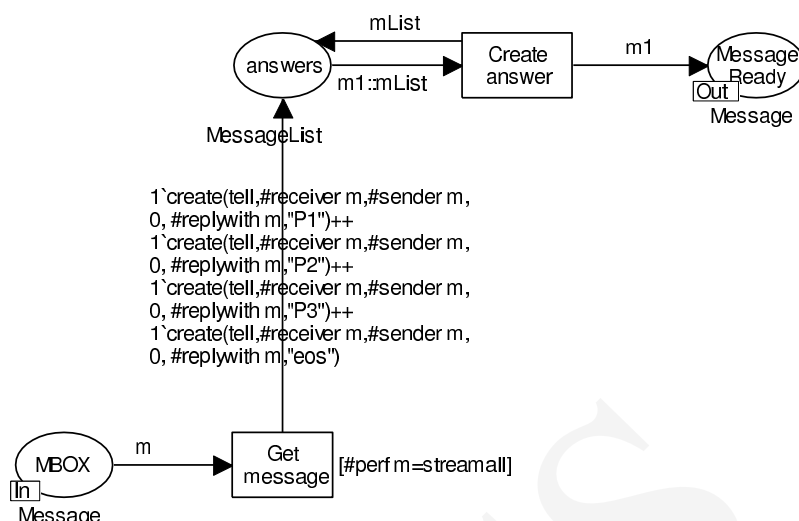 mList
answers
Create
answer
m1
Message
Ready
Out
Message
m1::mList
MessageList
1`create(tell,#receiver m,#sender m,
0, #replywith m,"P1")++
1`create(tell,#receiver m,#sender m,
0, #replywith m,"P2")++
1`create(tell,#receiver m,#sender m,
0, #replywith m,"P3")++
1`create(tell,#receiver m,#sender m,
0, #replywith m,"eos")
MBOX
In
Message
m
Get
message
[#perf m=streamall]